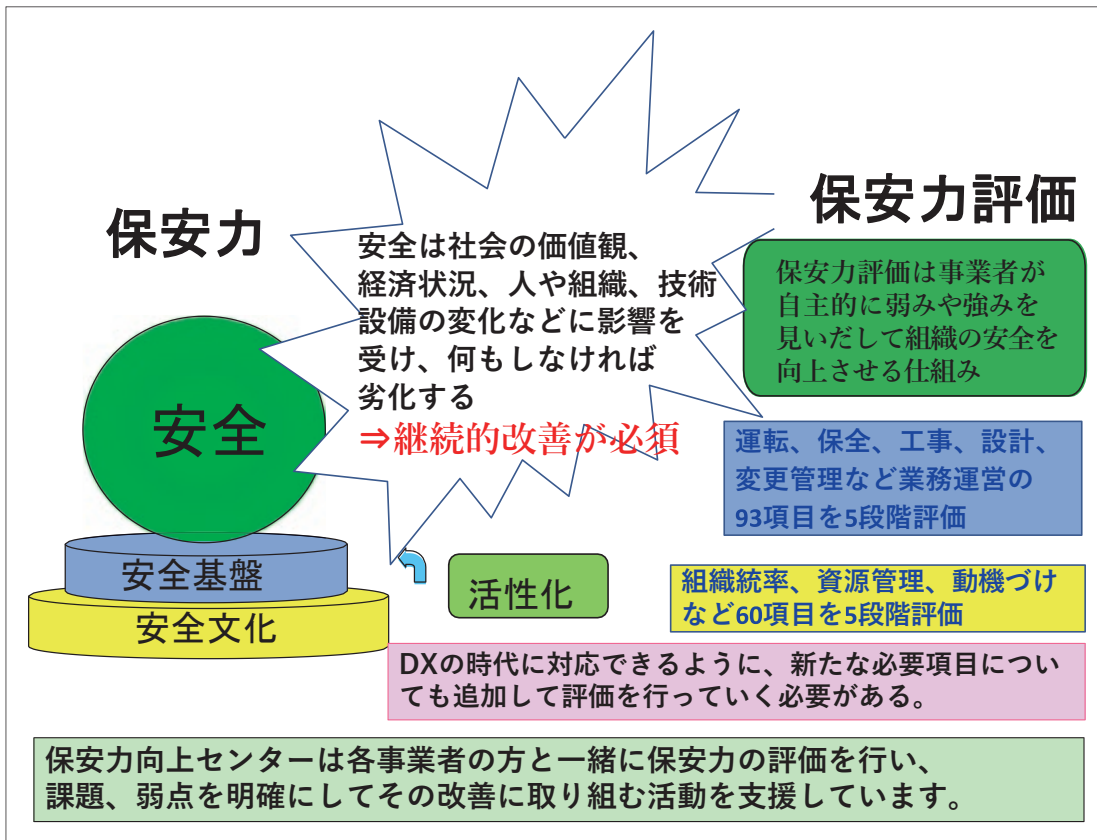 保安力
保安力評価
安全は社会の価値観、
経済状況、人や組織、技術
設備の変化などに影響を
受け、何もしなければ
劣化する
⇒継続的改善が必須
保安力評価は事業者が
自主的に弱みや強みを
見いだして組織の安全を
向上させる仕組み
安全
運転、保全、工事、設計、
変更管理など業務運営の
93項目を5段階評価
安全基盤
活性化
組織統率、資源管理、動機づけ
など60項目を5段階評価
安全文化
DXの時代に対応できるように、新たな必要項目につい
ても追加して評価を行っていく必要がある。
保安力向上センターは各事業者の方と一緒に保安力の評価を行い、
課題、弱点を明確にしてその改善に取り組む活動を支援しています。